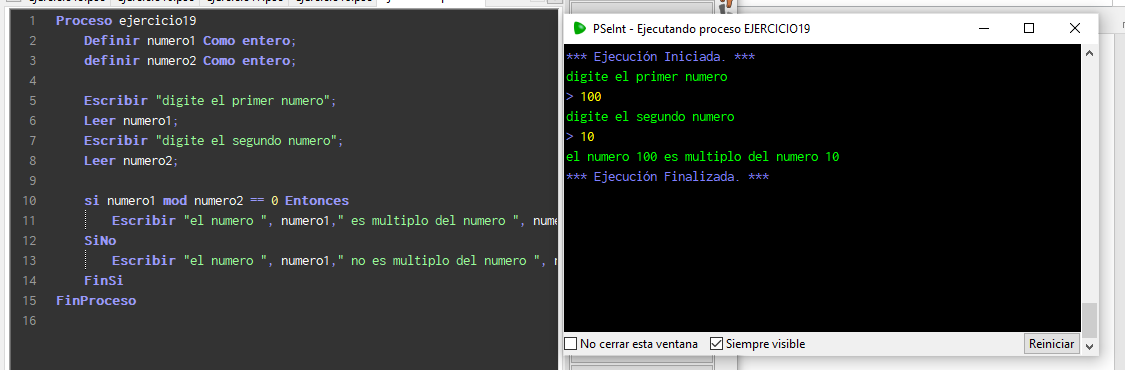 1 Proceso ejercicio19
2 Definir numero1 Como entero;
3 definir numero2 Como entero;
4
5 Escribir "digite el primer numero";
6 Leer numero1;
7 Escribir "digite el segundo numero";
8 Leer numero2;
9
10 si numero1 mod numero2 == 0 Entonces
11 Escribir "el numero ", numero1," es multiplo del numero ",
12 SiNo
13 Escribir "el numero ", numero1," no es multiplo del numero ",
14 FinSi
15 FinProceso
16
PSeInt - Ejecutando proceso EJERCICIO19
*** Ejecución Iniciada. ***
digite el primer numero
> 100
digite el segundo numero
> 10
el numero 100 es multiplo del numero 10
*** Ejecución Finalizada. ***
No cerrar esta ventana Siempre visible Reiniciar